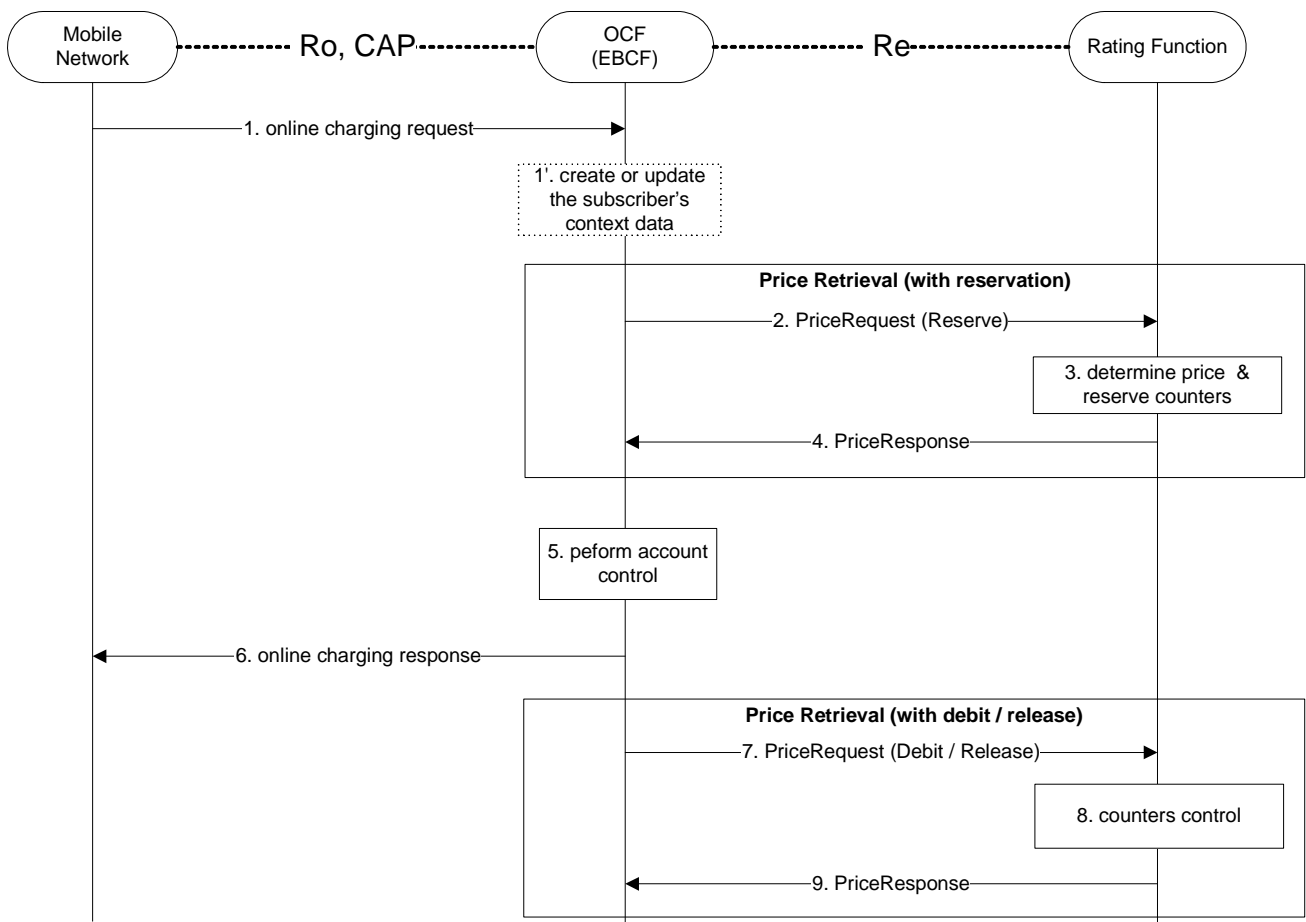 Mobile
Network
Ro, CAP
OCF
(EBCF)
Re
Rating Function
1. online charging request
1'. create or update
the subscriber's
context data
Price Retrieval (with reservation)
2. PriceRequest (Reserve)
3. determine price &
reserve counters
4. PriceResponse
5. peform account
control
6. online charging response
Price Retrieval (with debit / release)
7. PriceRequest (Debit / Release)
8. counters control
9. PriceResponse